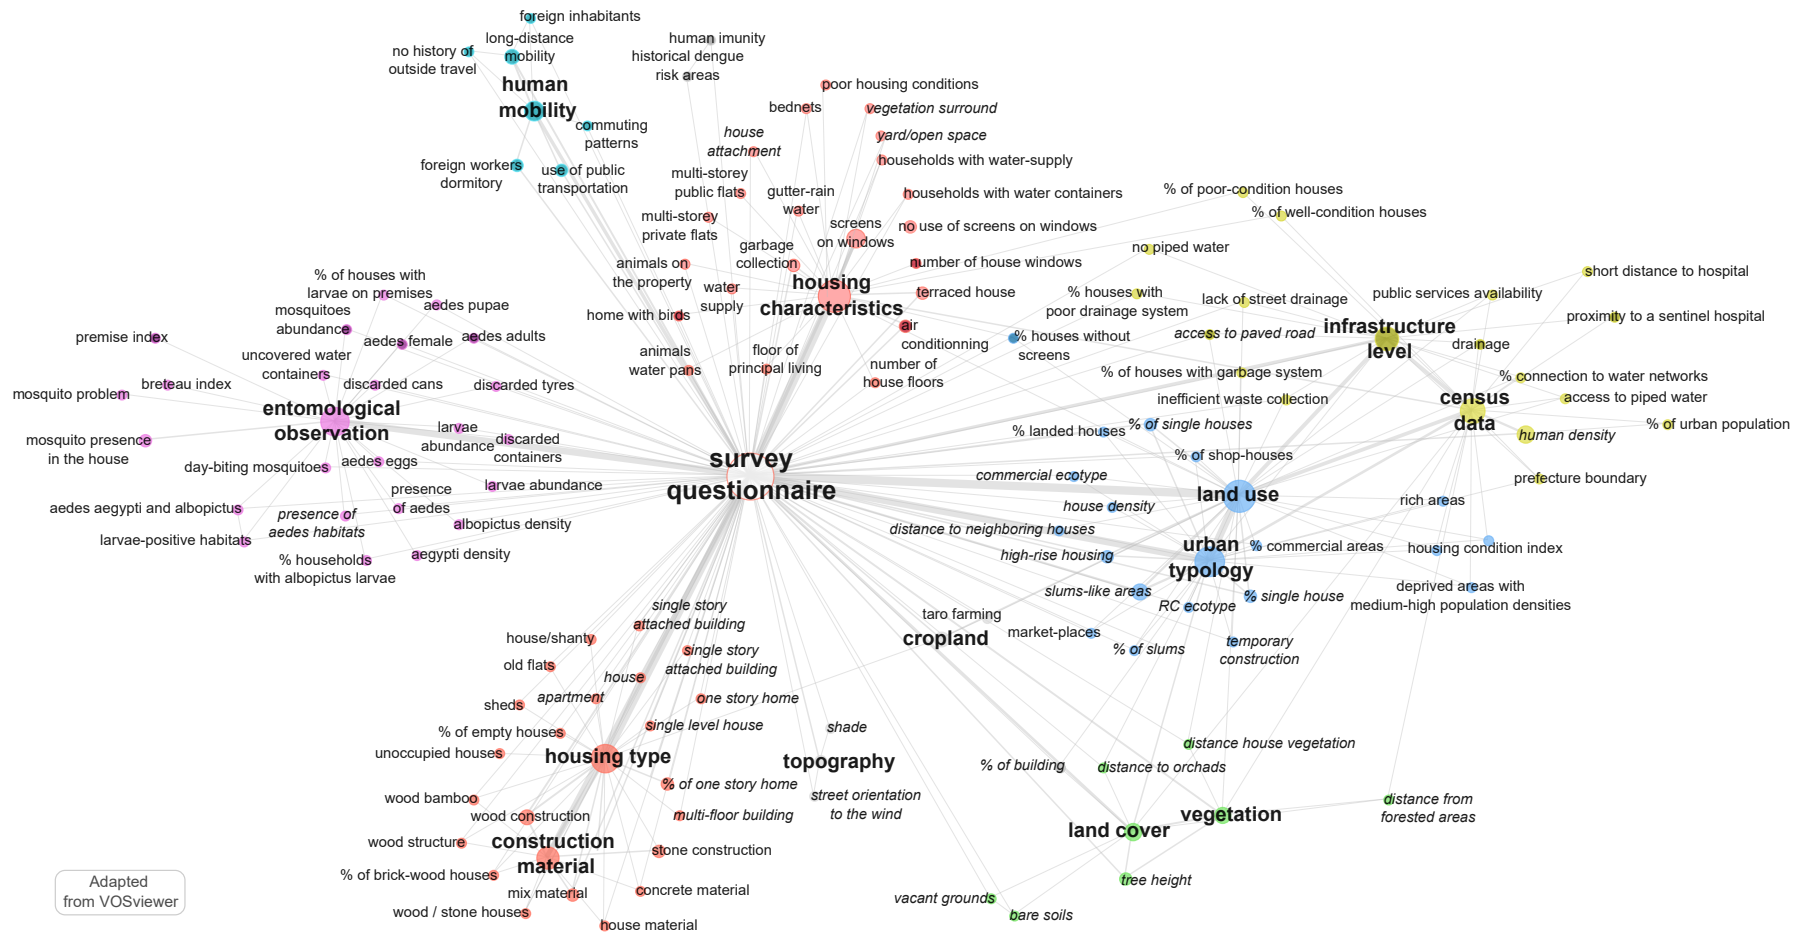 foreign inhabitants
long-distance
mobility
no history of
outside travel
human
mobility
commuting
patterns
foreign workers
dormitory
use of public
transportation
human imunity
historical dengue
risk areas
poor housing conditions
bednets
vegetation surround
house
attachment
yard/open space
households with water-supply
multi-storey
public flats
gutter-rain
water
households with water containers
multi-storey
private flats
screens
on windows
no use of screens on windows
garbage
collection
animals on
the property
number of house windows
water
supply
housing
characteristics
terraced house
home with birds
air
conditionning
animals
water pans
floor of
principal living
number of
house floors
% of poor-condition houses
% of well-condition houses
no piped water
short distance to hospital
% houses with
poor drainage system
lack of street drainage
public services availability
access to paved road
infrastructure
level
proximity to a sentinel hospital
drainage
% houses without
screens
% of houses with garbage system
% connection to water networks
inefficient waste collection
census
data
access to piped water
% of urban population
human density
prefecture boundary
% of houses with
larvae on premises
mosquitoes
abundance
aedes pupae
premise index
aedes female
aedes adults
uncovered water
containers
breteau index
discarded cans
discarded tyres
mosquito problem
entomological
observation
larvae
abundance
discarded
containers
mosquito presence
in the house
day-biting mosquitoes
aedes eggs
larvae abundance
presence
of aedes
aedes aegypti and albopictus
presence of
aedes habitats
albopictus density
larvae-positive habitats
% households
with albopictus larvae
aegypti density
survey
questionnaire
% landed houses
% of single houses
% of shop-houses
commercial ecotype
land use
rich areas
house density
distance to neighboring houses
urban
typology
% commercial areas
housing condition index
high-rise housing
slums-like areas
RC ecotype
% single house
deprived areas with
medium-high population densities
taro farming
cropland
market-places
% of slums
temporary
construction
single story
attached building
house/shanty
single story
attached building
old flats
house
apartment
one story home
sheds
single level house
% of empty houses
unoccupied houses
housing type
% of one story home
wood bamboo
wood construction
multi-floor building
wood structure
construction
material
stone construction
% of brick-wood houses
mix material
concrete material
wood / stone houses
house material
shade
topography
street orientation
to the wind
distance house vegetation
% of building
distance to orchads
vegetation
land cover
distance from
forested areas
tree height
vacant grounds
bare soils
Adapted
from VOSviewer